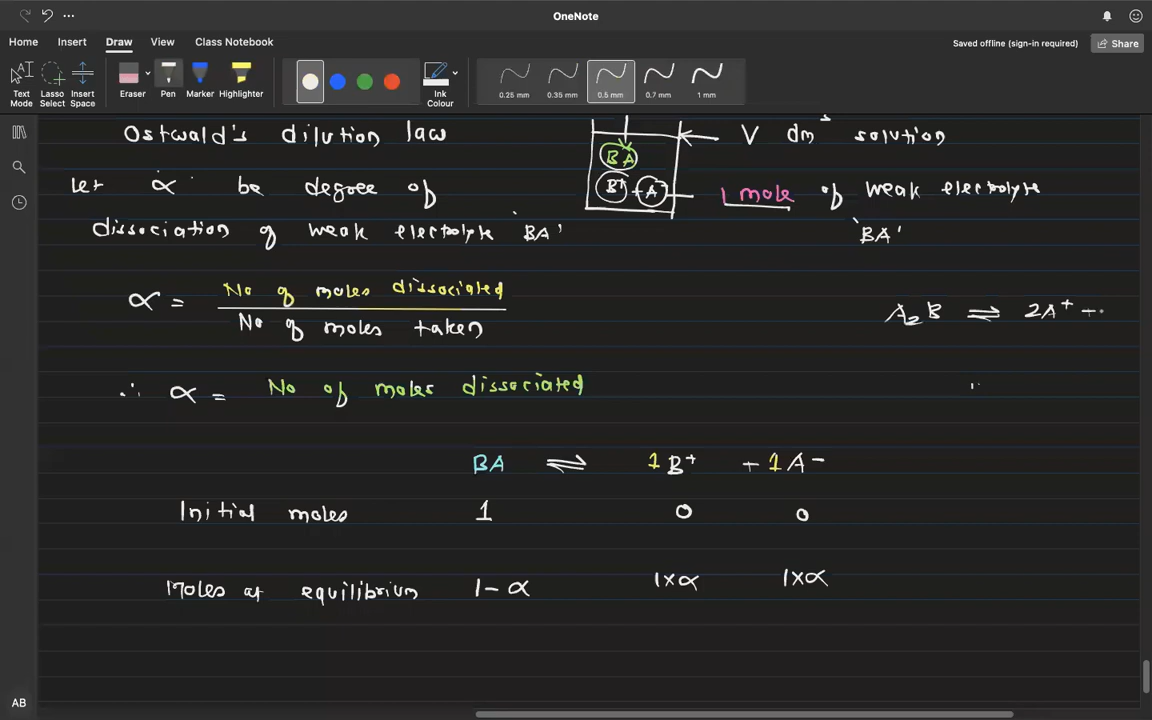 OneNote
Home Insert Draw View Class Notebook
Saved offline (sign-in required) Share
Text Mode Lasso Select Insert Space Eraser Pen Marker Highlighter Ink Colour 0.25 mm 0.35 mm 0.5 mm 0.7 mm 1 mm
Ostwald's dilution law
BA
B+ A-
V dm³ solution
Let α be degree of
dissociation of weak electrolyte 'BA'
1 mole of weak electrolyte
'BA'
α = No of moles dissociated
No of moles taken
A₂B ⇌ 2A⁺ +
∴ α = No of moles dissociated
BA ⇌ 1B⁺ + 1A⁻
Initial moles 1 0 0
Moles at equilibrium 1-α 1×α 1×α
AB